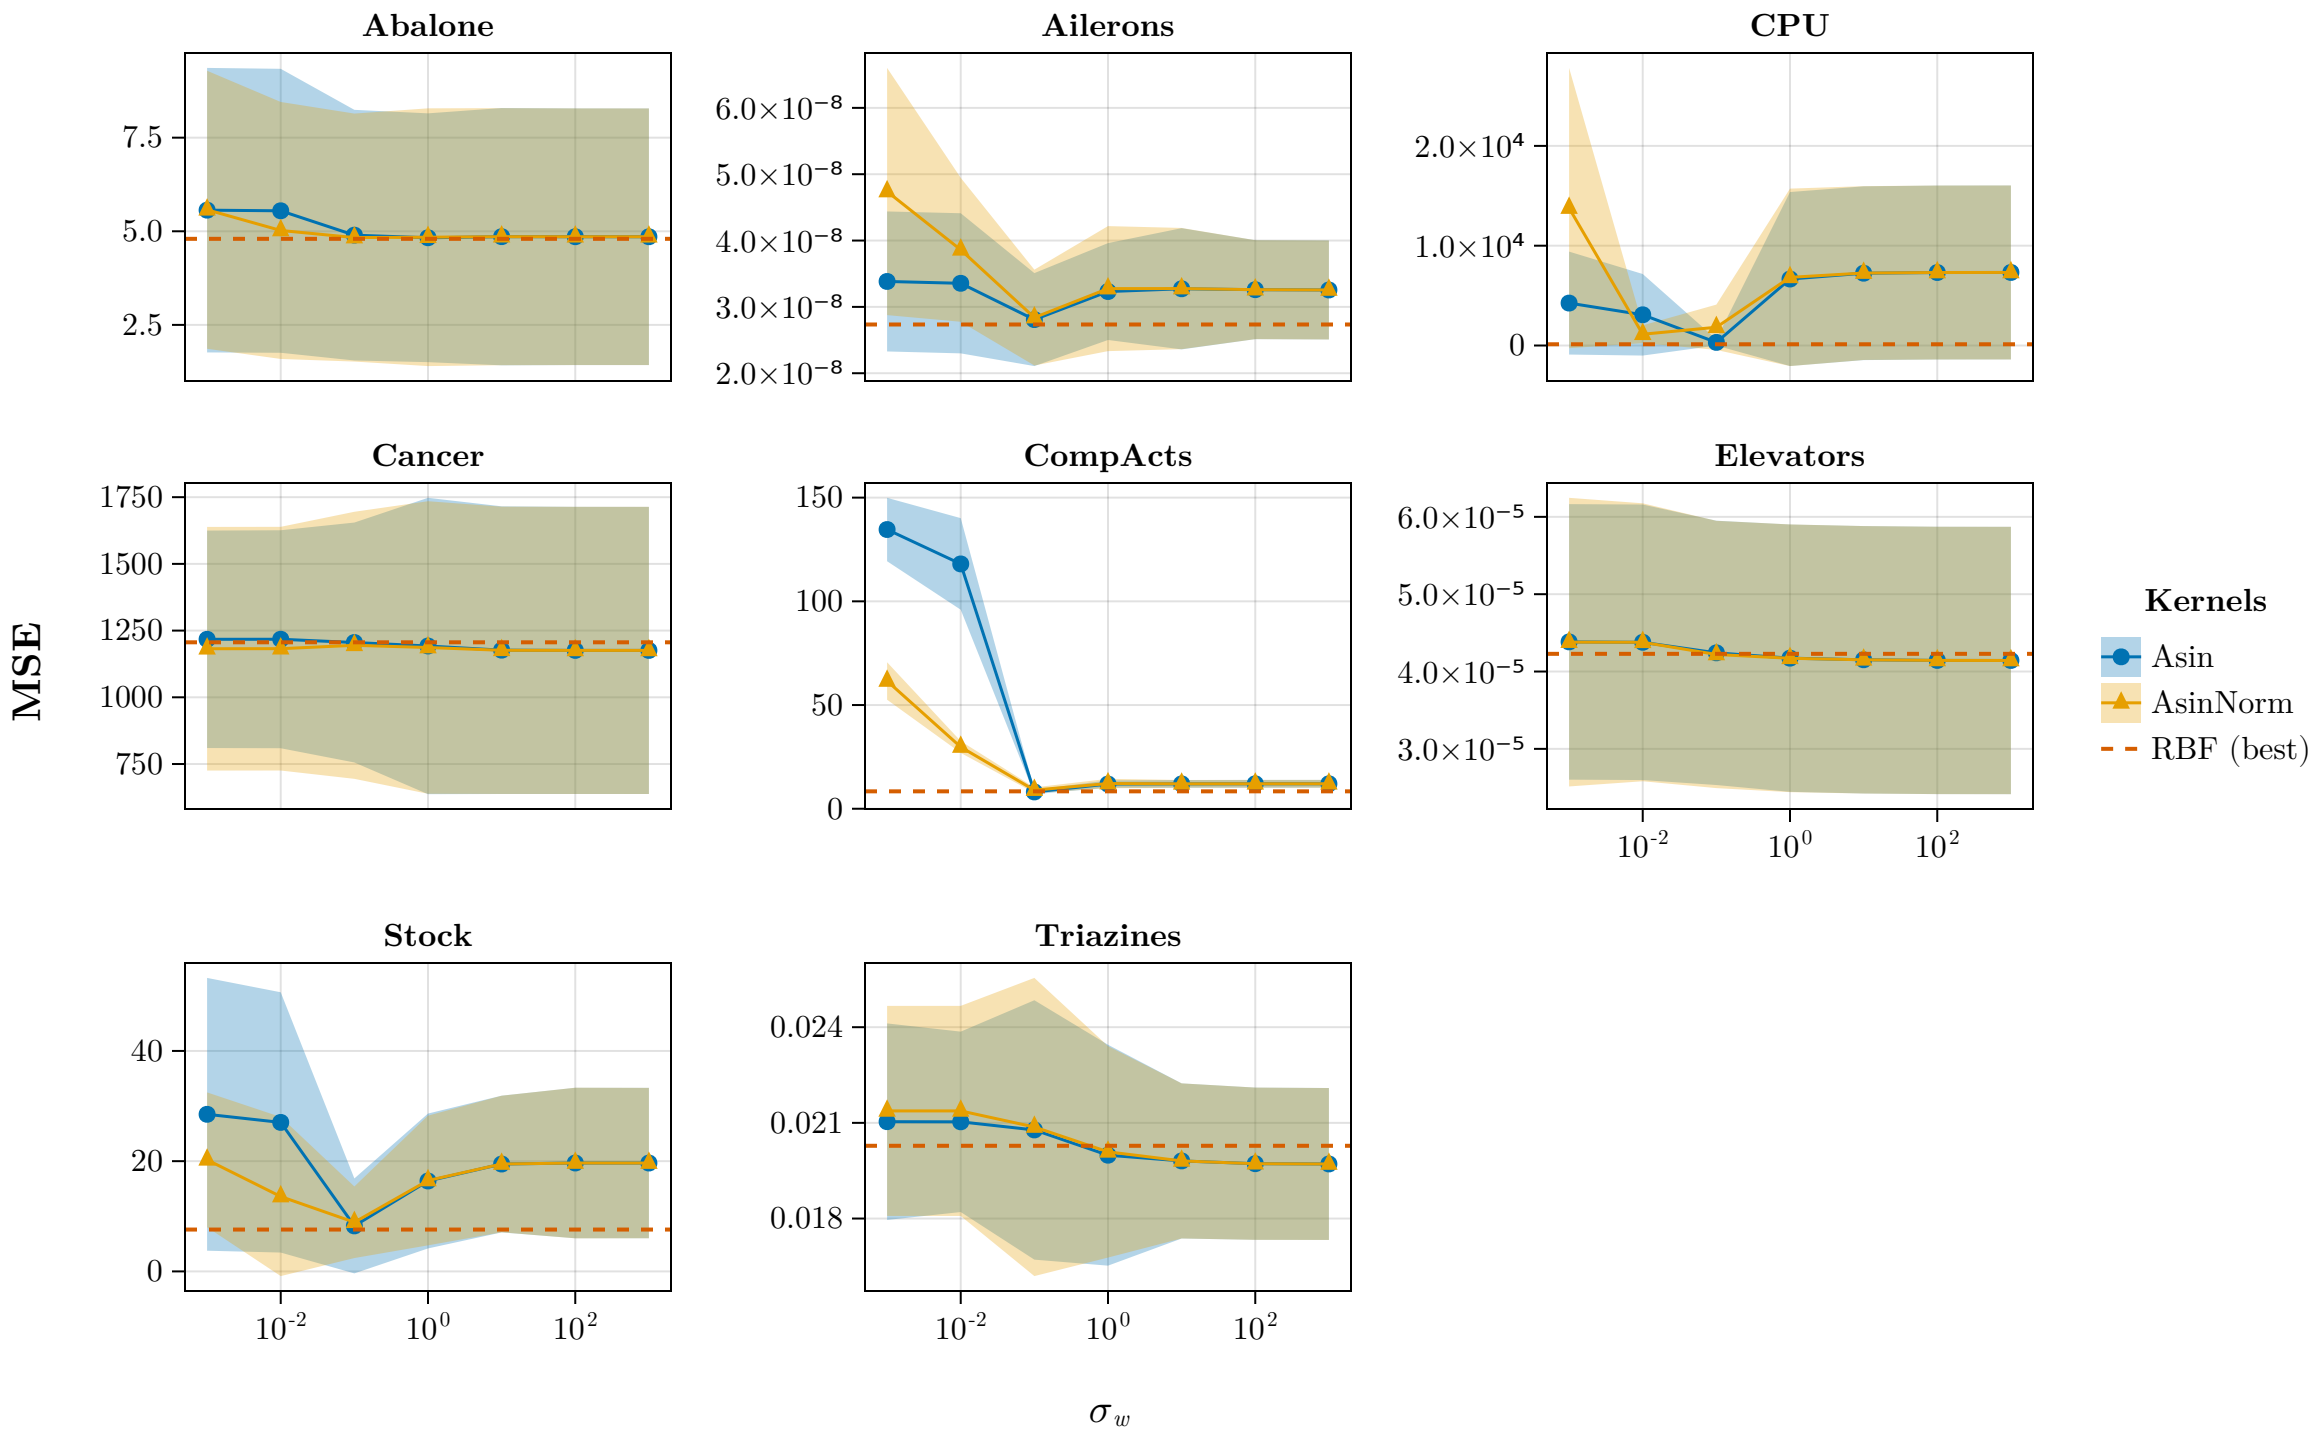 Abalone
7.5
5.0
2.5
Ailerons
6.0×10⁻⁸
5.0×10⁻⁸
4.0×10⁻⁸
3.0×10⁻⁸
2.0×10⁻⁸
CPU
2.0×10⁴
1.0×10⁴
0
Cancer
1750
1500
1250
1000
750
CompActs
150
100
50
0
Elevators
6.0×10⁻⁵
5.0×10⁻⁵
4.0×10⁻⁵
3.0×10⁻⁵
10⁻² 10⁰ 10²
Stock
40
20
0
10⁻² 10⁰ 10²
Triazines
0.024
0.021
0.018
10⁻² 10⁰ 10²
MSE
σ_w
Kernels
Asin
AsinNorm
RBF (best)